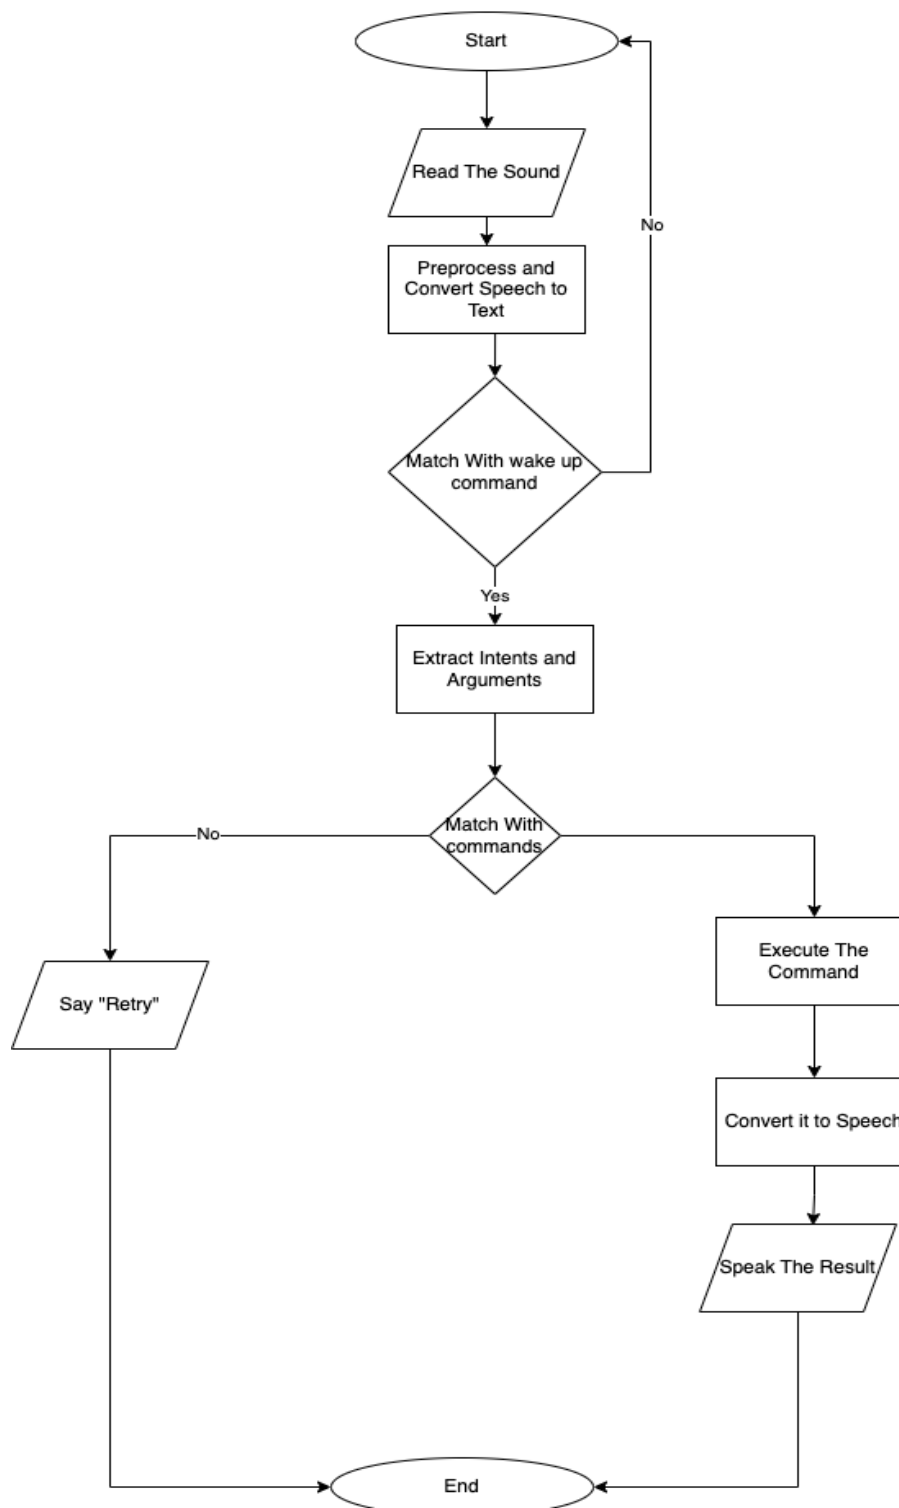 Start
Read The Sound
No
Preprocess and
Convert Speech to
Text
Match With wake up
command
Yes
Extract Intents and
Arguments
Match With
commands
No
Execute The
Command
Say "Retry"
Convert it to Speech
Speak The Result
End